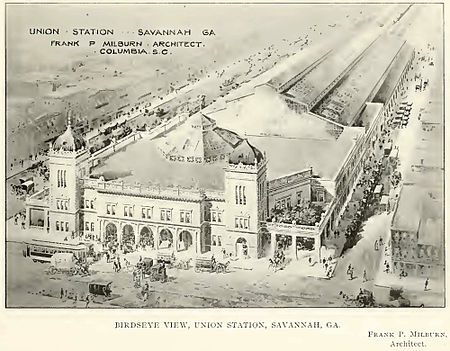 UNION · STATION · · SAVANNAH GA
FRANK P MILBURN · ARCHITECT.
COLUMBIA. S.C.
BIRDSEYE VIEW, UNION STATION, SAVANNAH, GA.
FRANK P. MILBURN,
Architect.